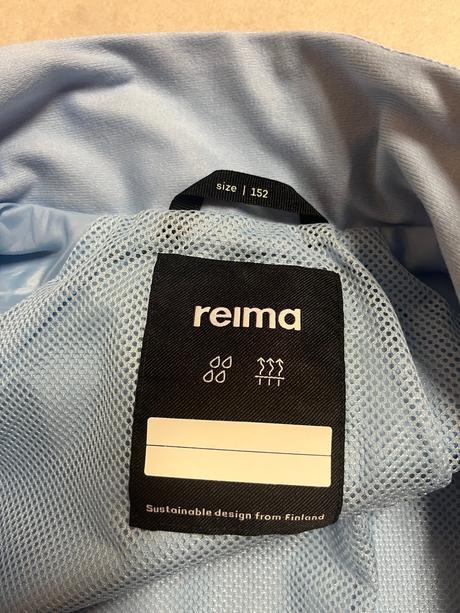 size | 152
reima
Sustainable design from Finland